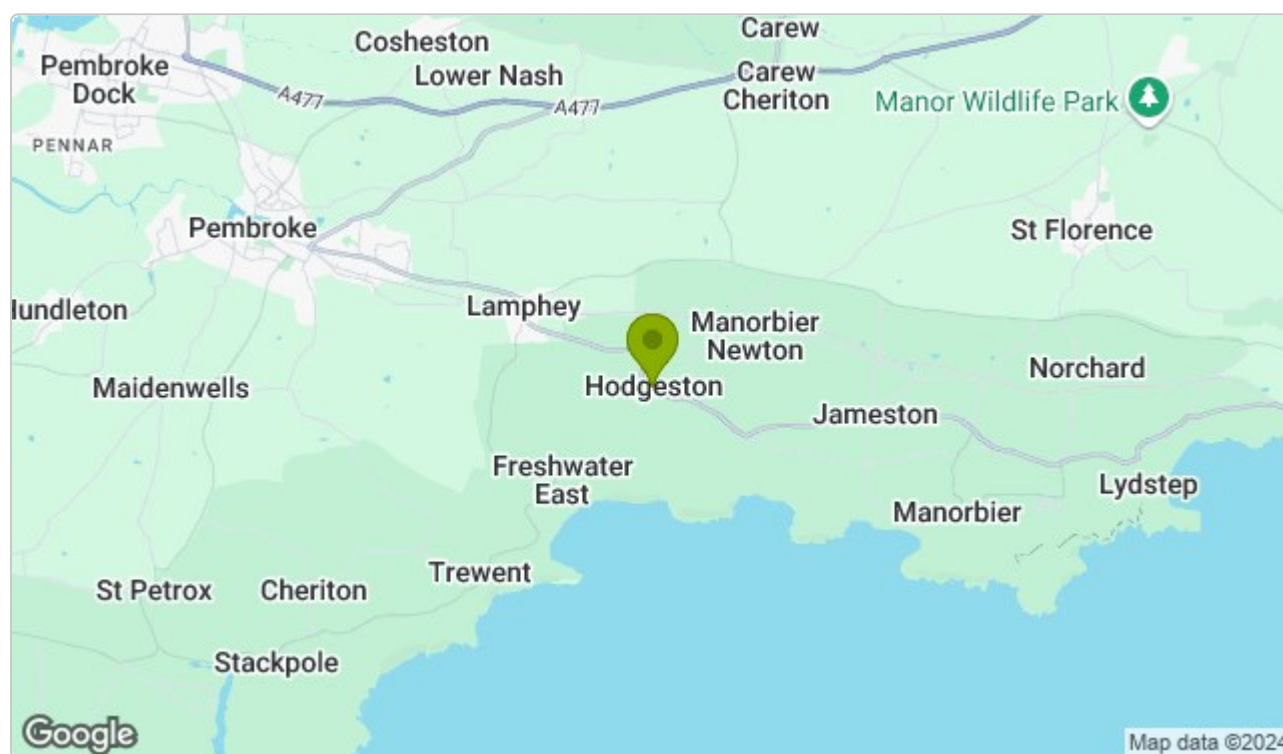 Cosheston
Carew
Pembroke
Dock
Lower Nash
Carew
Cheriton
A477
A477
Manor Wildlife Park
PENNAR
Pembroke
St Florence
Hundleton
Lamphey
Manorbier
Newton
Norchard
Maidenwells
Hodgeston
Jameston
Freshwater
East
Lydstep
Manorbier
Trewent
St Petrox
Cheriton
Stackpole
Google
Map data ©2024